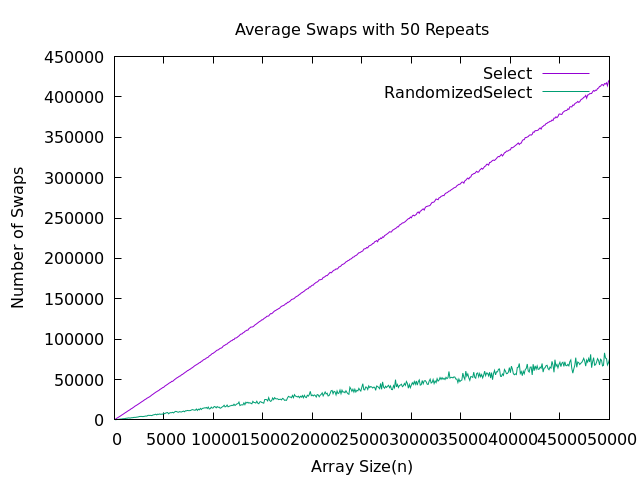 Average Swaps with 50 Repeats
450000
400000
350000
300000
250000
200000
150000
100000
50000
0
Number of Swaps
Select
RandomizedSelect
0 5000 10000 15000 20000 25000 30000 35000 40000 45000 50000
Array Size(n)